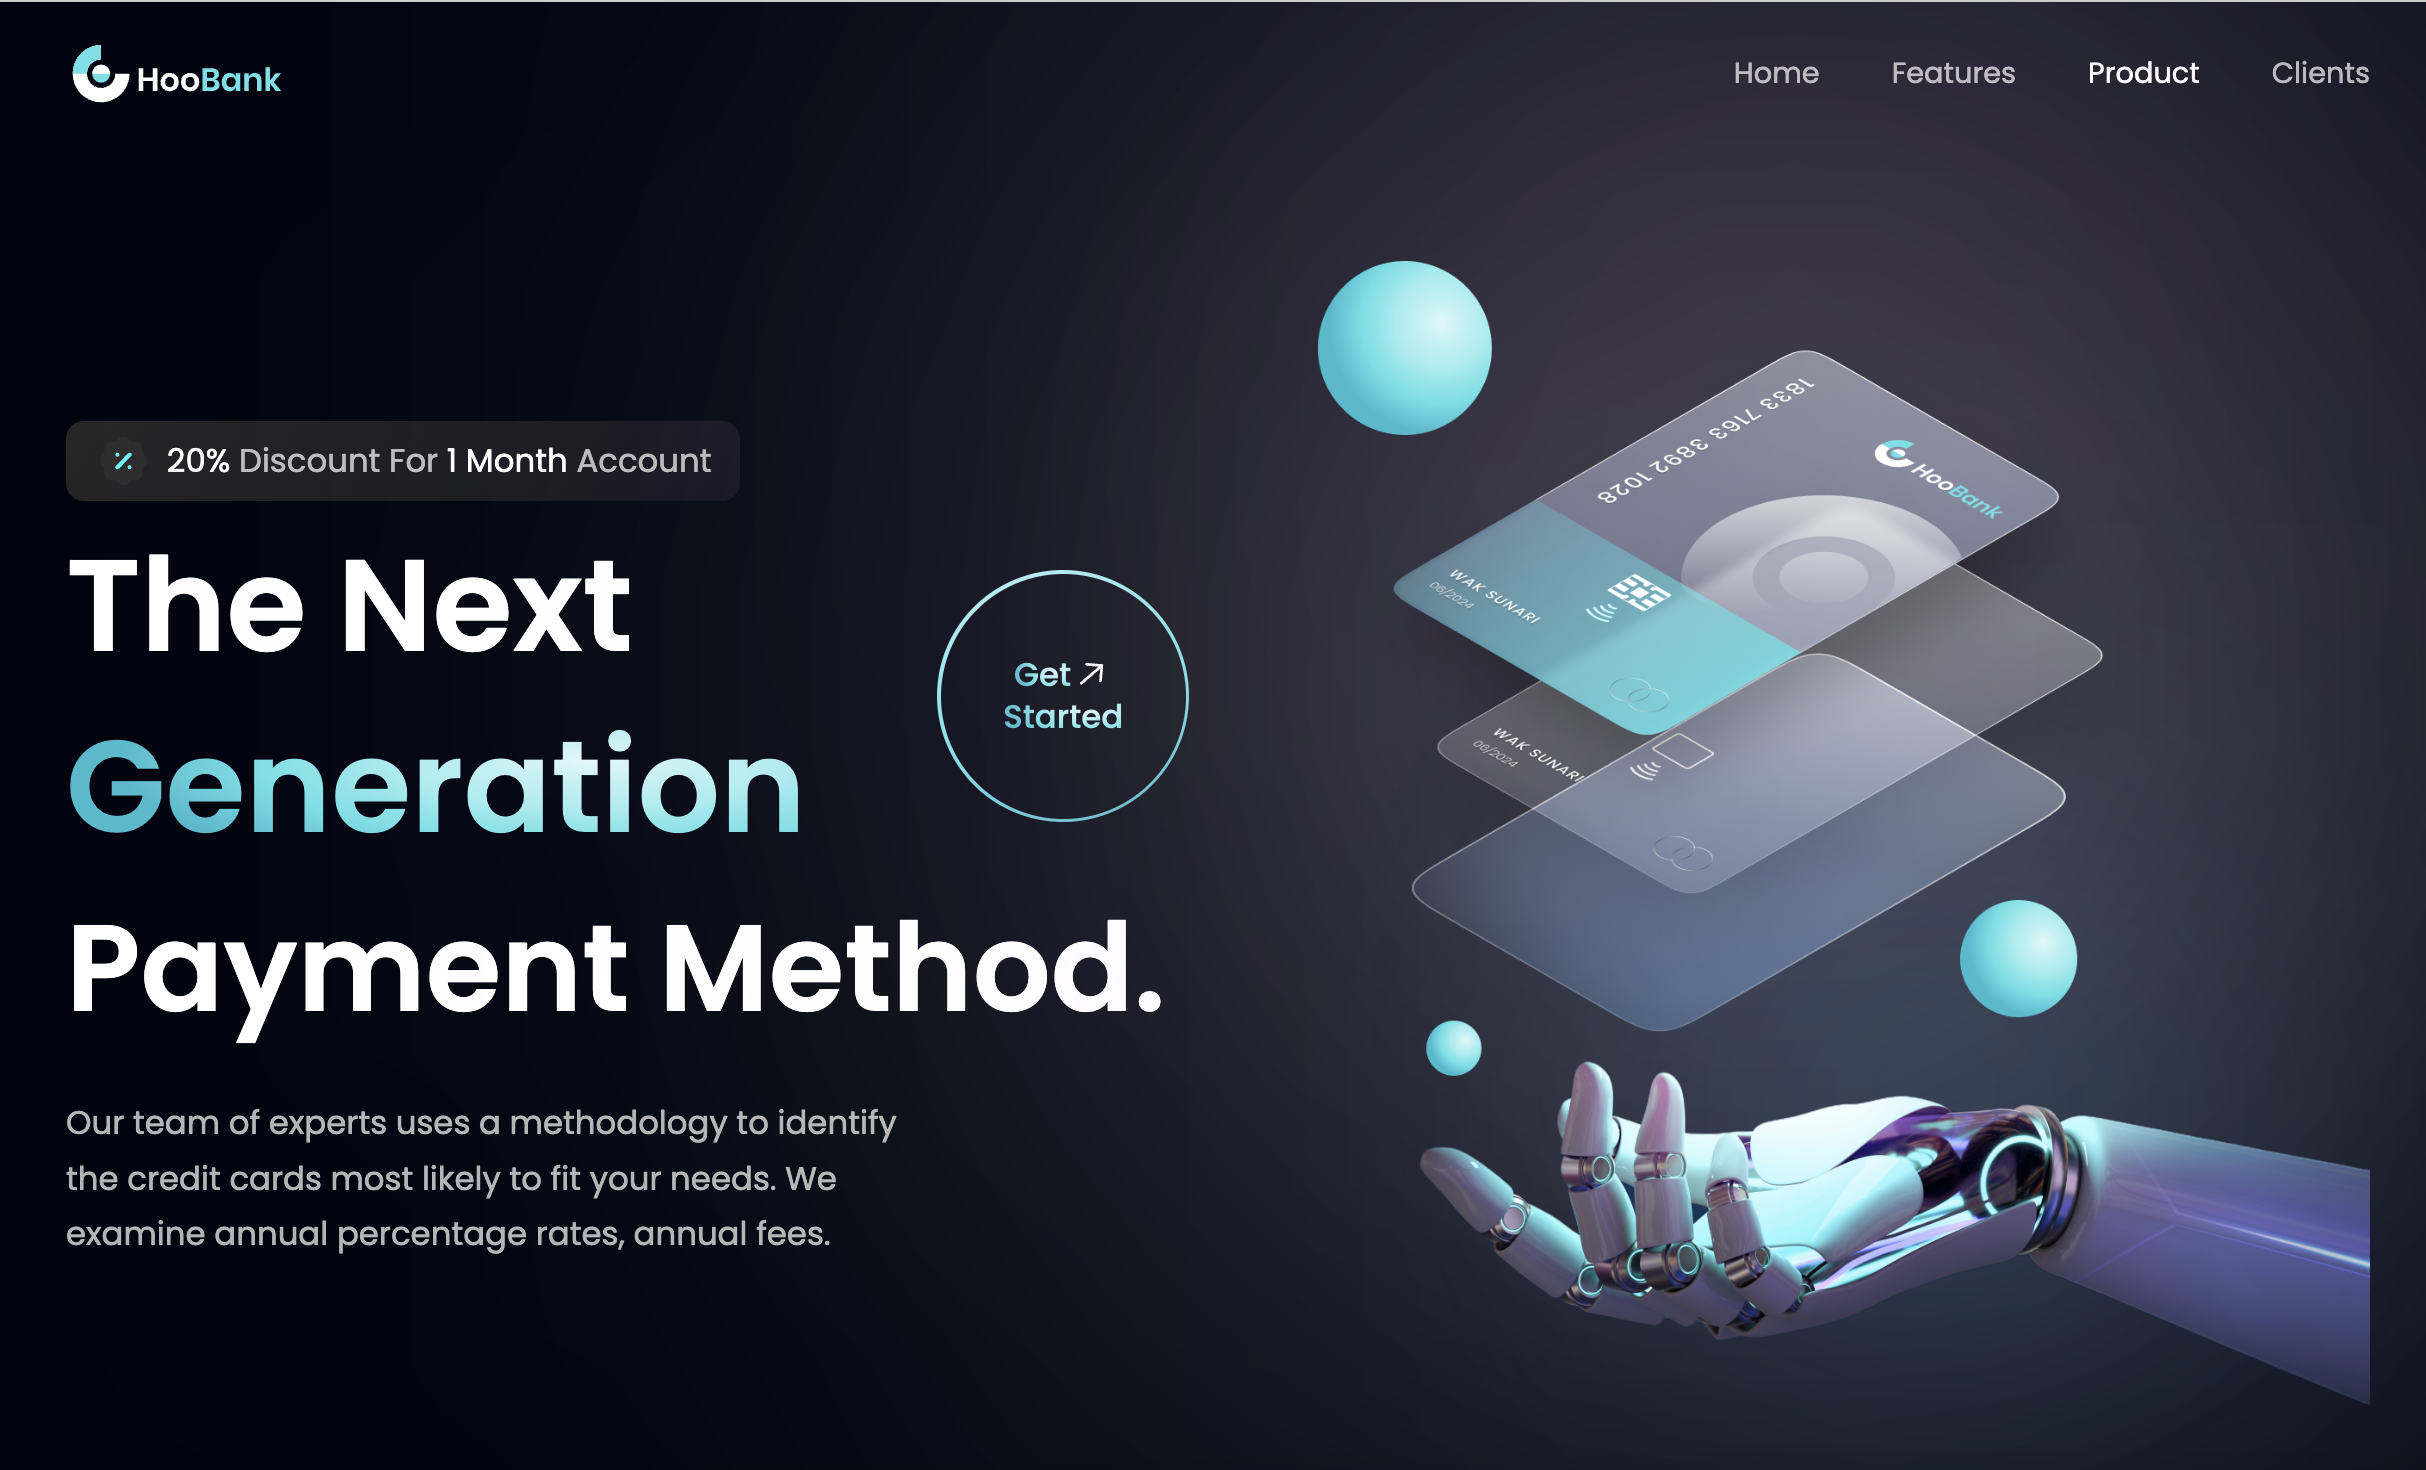 HooBank
Home Features Product Clients
20% Discount For 1 Month Account
The Next
Generation
Payment Method.
Get
Started
Our team of experts uses a methodology to identify
the credit cards most likely to fit your needs. We
examine annual percentage rates, annual fees.
1833 7163 3892 1028
HooBank
WAK SUNARI
06/2024
WAK SUNARI
06/2024